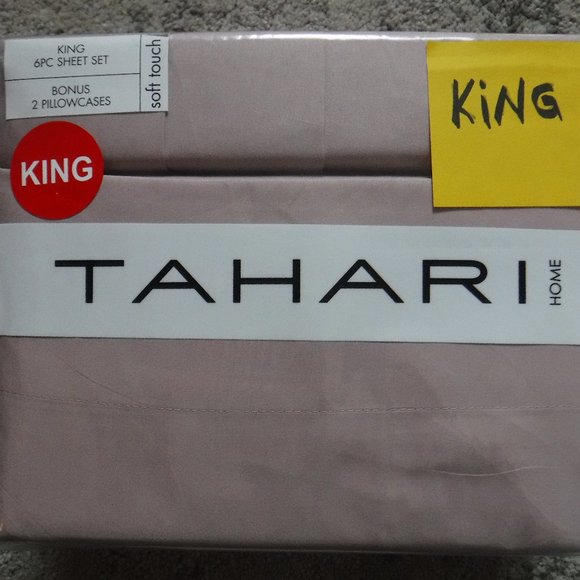 KING
6PC SHEET SET
BONUS
2 PILLOWCASES
soft touch
KiNG
KING
TAHARI
HOME